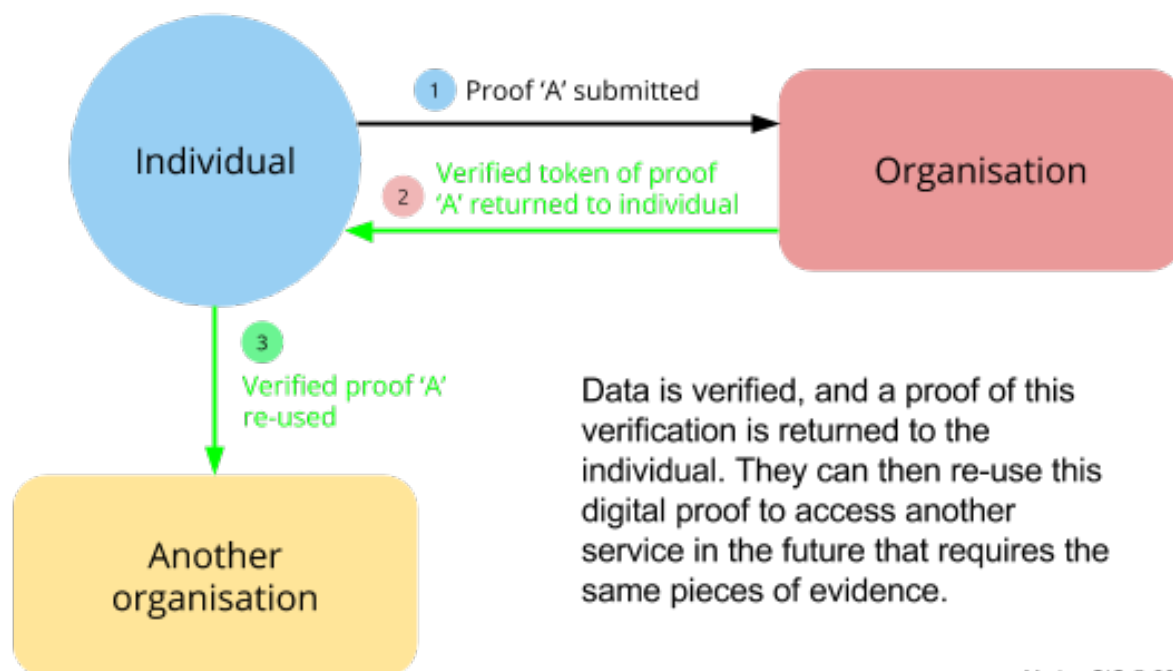 1 Proof ‘A’ submitted
Individual
Organisation
Verified token of proof
2 ‘A’ returned to individual
3
Verified proof ‘A’
re-used
Data is verified, and a proof of this
verification is returned to the
individual. They can then re-use this
digital proof to access another
service in the future that requires the
same pieces of evidence.
Another
organisation